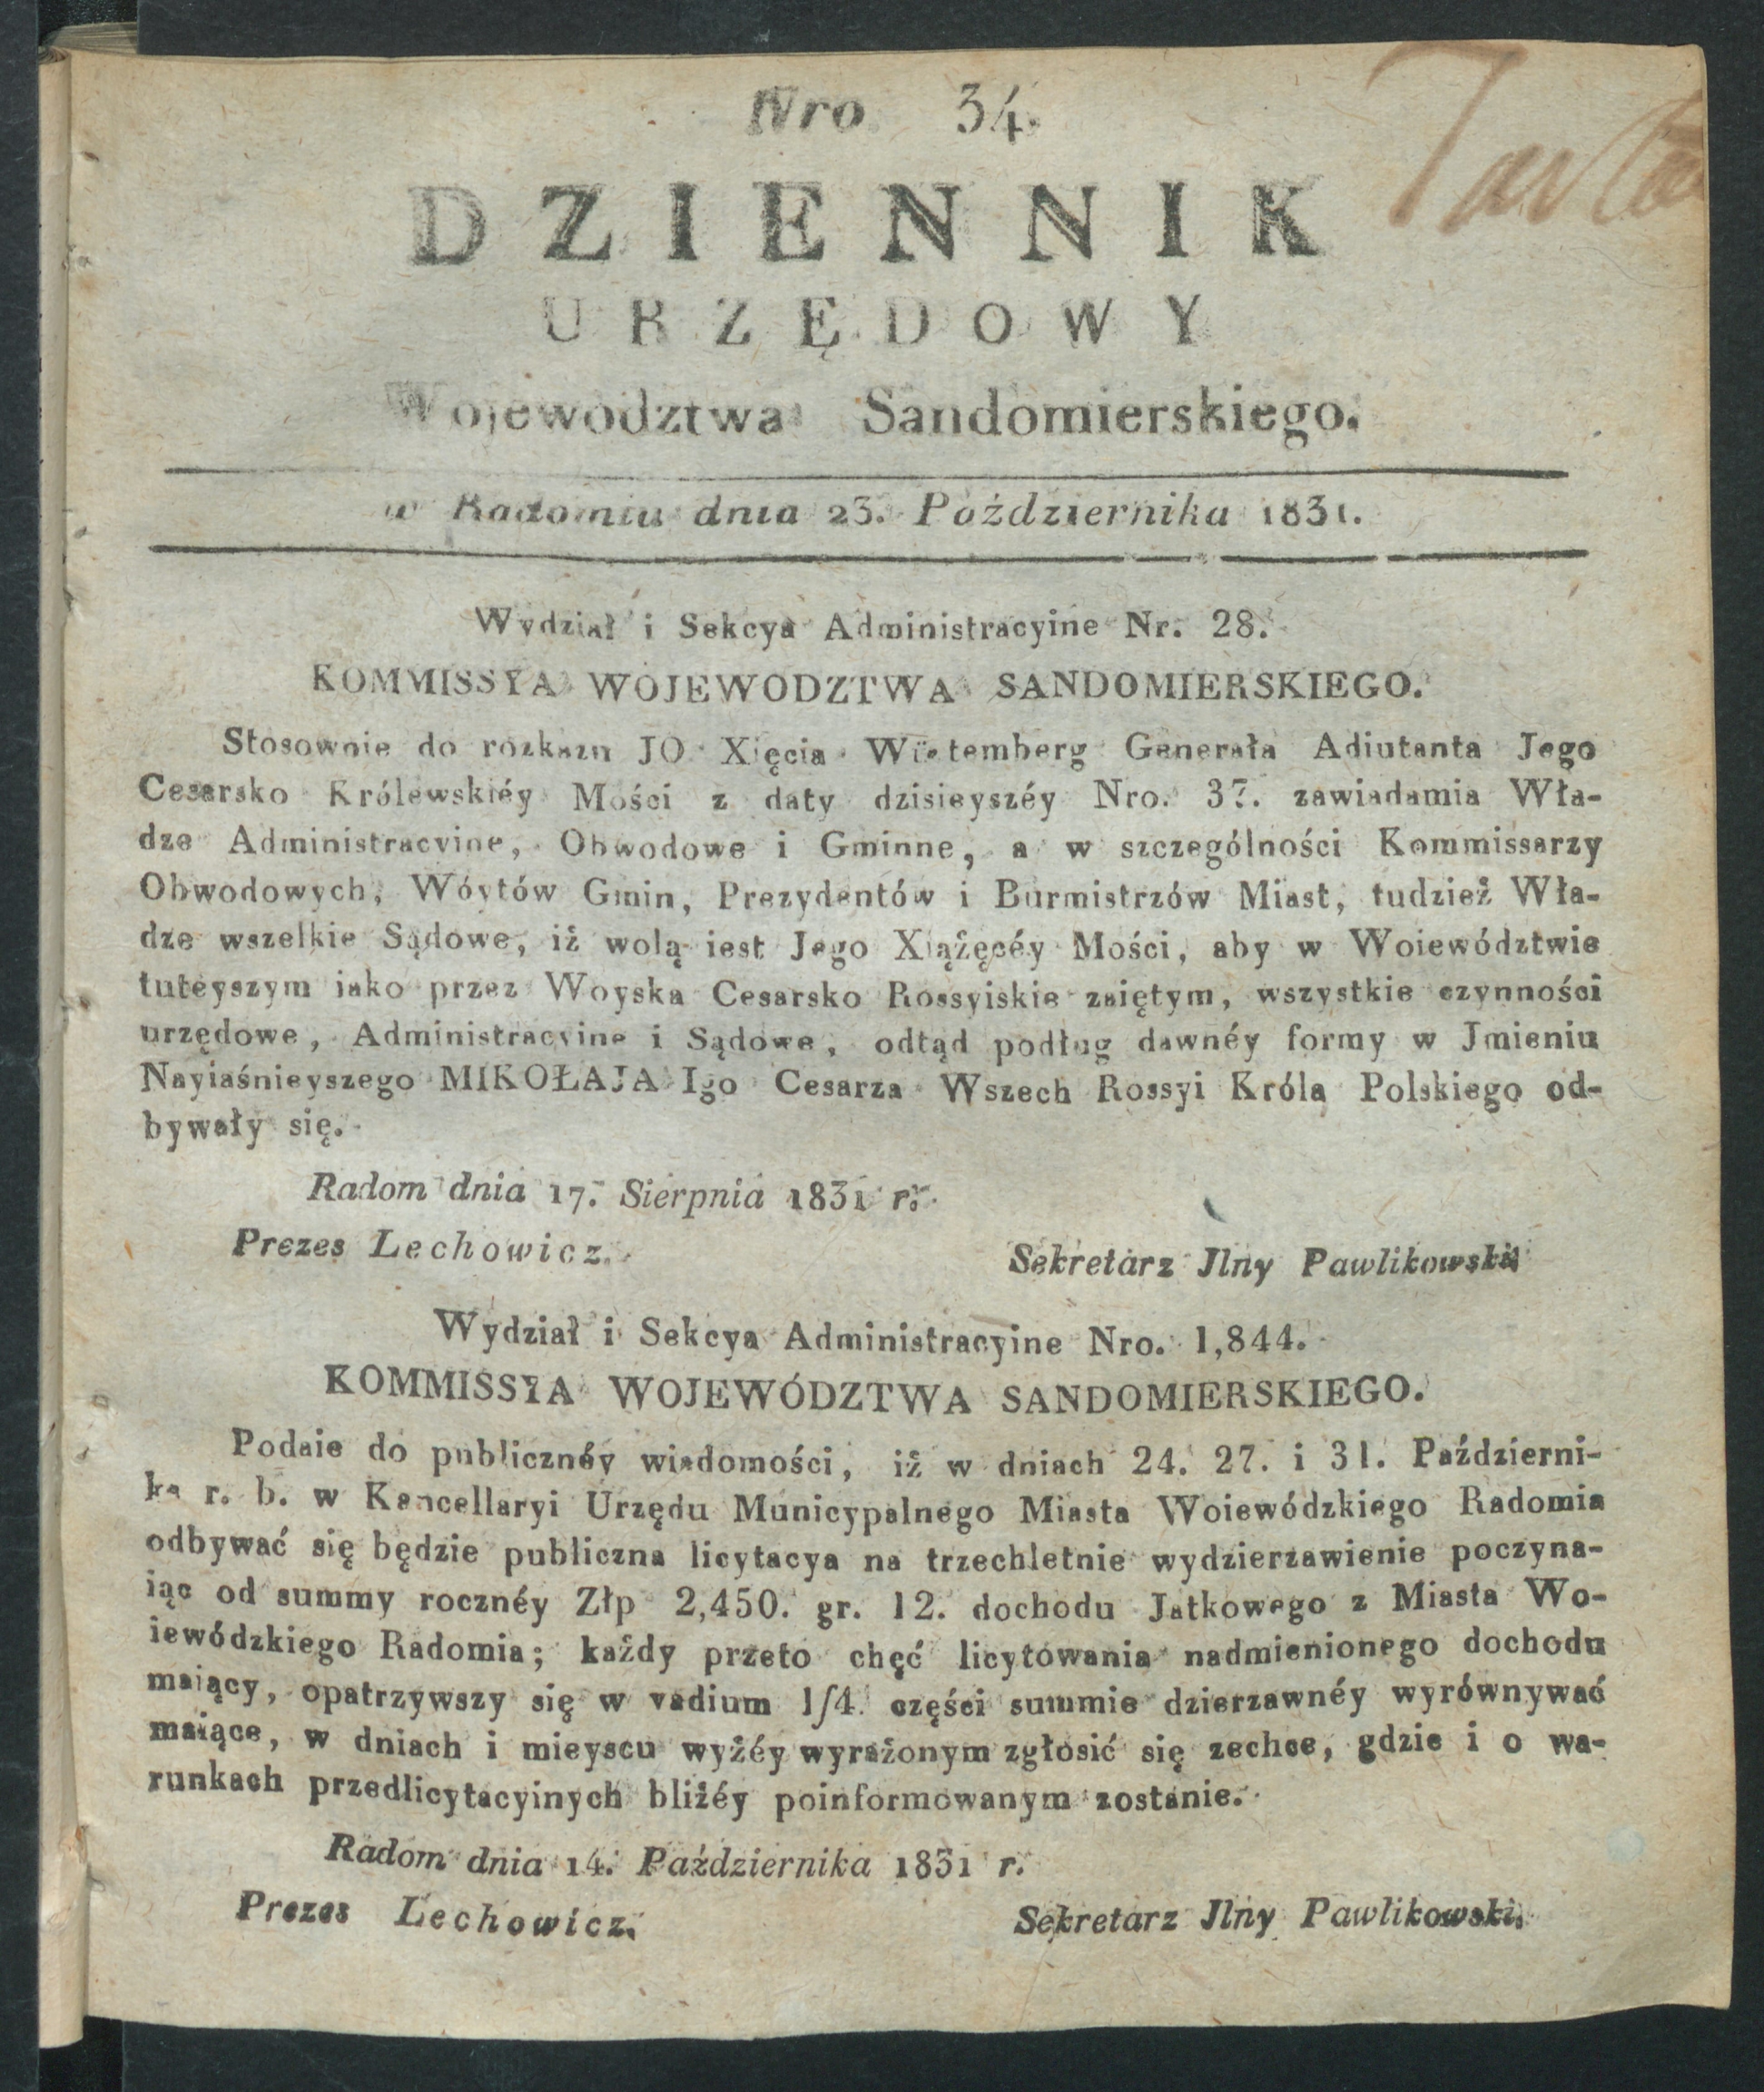 Nro 34.
DZIENNIK
URZĘDOWY
Wojewodztwa Sandomierskiego.
w Radomiu dnia 23. Października 1831.
Wydział i Sekcya Administracyine Nr. 28.
KOMMISSYA WOJEWODZTWA SANDOMIERSKIEGO.
Stosownie do rozkazu JO Xięcia Würtemberg Generała Adiutanta Jego
Cesarsko Królewskiéy Mości z daty dzisieyszéy Nro. 37. zawiadamia Wła-
dze Administracyine, Obwodowe i Gminne, a w szczególności Kommissarzy
Obwodowych, Wóytów Gmin, Prezydentów i Burmistrzów Miast, tudzież Wła-
dze wszelkie Sądowe, iż wolą iest Jego Xiążęcéy Mości, aby w Woiewództwie
tuteyszym iako przez Woyska Cesarsko Rossyiskie zaiętym, wszystkie czynności
urzędowe, Administracyine i Sądowe, odtąd podług dawnéy formy w Jmieniu
Nayiaśnieyszego MIKOŁAJA Igo Cesarza Wszech Rossyi Króla Polskiego od-
bywały się.
Radom dnia 17. Sierpnia 1831 r.
Prezes Lechowicz. Sekretarz Jlny Pawlikowski
Wydział i Sekcya Administracyine Nro. 1,844.
KOMMISSYA WOJEWÓDZTWA SANDOMIERSKIEGO.
Podaie do publicznéy wiadomości, iż w dniach 24. 27. i 31. Październi-
ka r. b. w Kancellaryi Urzędu Municypalnego Miasta Woiewódzkiego Radomia
odbywać się będzie publiczna licytacya na trzechletnie wydzierzawienie poczyna-
iąc od summy rocznéy Złp 2,450. gr. 12. dochodu Jatkowego z Miasta Wo-
iewódzkiego Radomia; każdy przeto chęć licytowania nadmienionego dochodu
maiący, opatrzywszy się w vadium 1/4 części summie dzierzawnéy wyrównywać
maiące, w dniach i mieyscu wyżéy wyrażonym zgłosić się zechce, gdzie i o wa-
runkach przedlicytacyinych bliżéy poinformowanym zostanie.
Radom dnia 14. Października 1831 r.
Prezes Lechowicz. Sekretarz Jlny Pawlikowski.